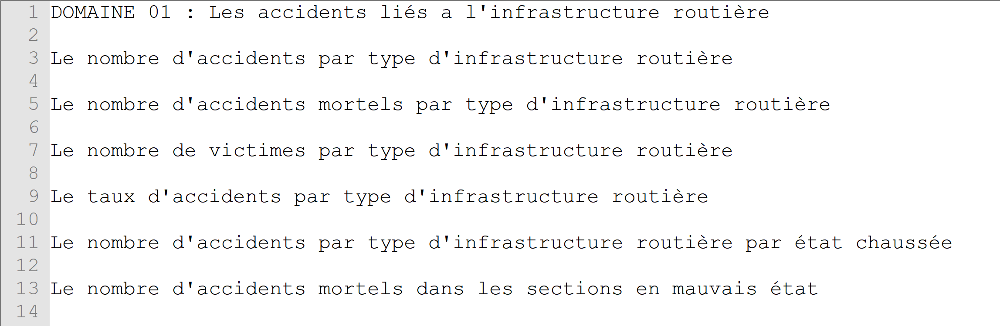 1 DOMAINE 01 : Les accidents liés a l'infrastructure routière
2
3 Le nombre d'accidents par type d'infrastructure routière
4
5 Le nombre d'accidents mortels par type d'infrastructure routière
6
7 Le nombre de victimes par type d'infrastructure routière
8
9 Le taux d'accidents par type d'infrastructure routière
10
11 Le nombre d'accidents par type d'infrastructure routière par état chaussée
12
13 Le nombre d'accidents mortels dans les sections en mauvais état
14